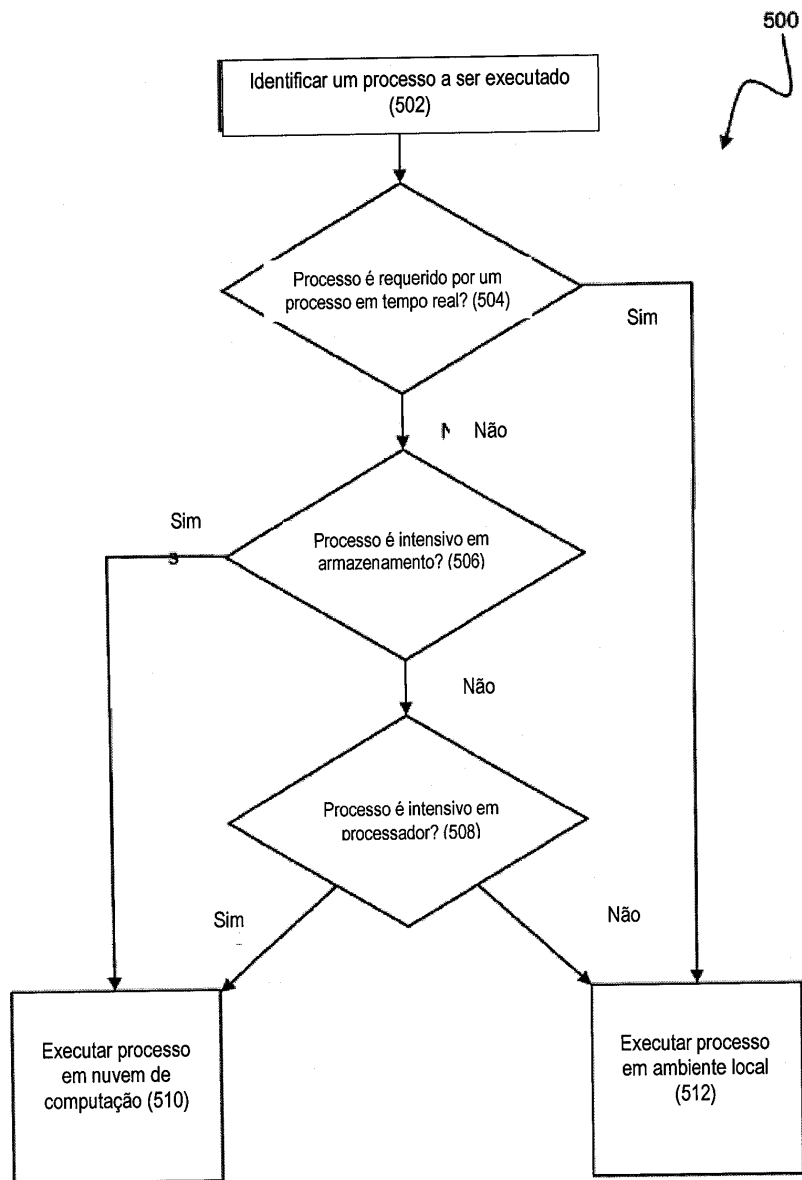 500
Identificar um processo a ser executado
(502)
Processo é requerido por um
processo em tempo real? (504)
Sim
Não
Sim
Processo é intensivo em
armazenamento? (506)
Não
Processo é intensivo em
processador? (508)
Sim
Não
Executar processo
em nuvem de
computação (510)
Executar processo
em ambiente local
(512)